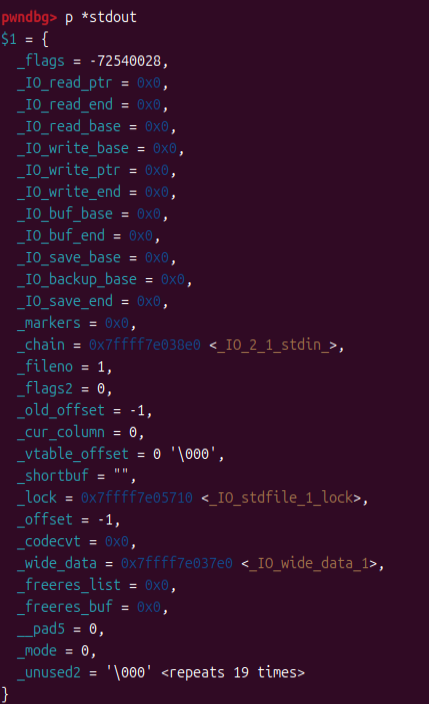 pwndbg> p *stdout
$1 = {
  _flags = -72540028,
  _IO_read_ptr = 0x0,
  _IO_read_end = 0x0,
  _IO_read_base = 0x0,
  _IO_write_base = 0x0,
  _IO_write_ptr = 0x0,
  _IO_write_end = 0x0,
  _IO_buf_base = 0x0,
  _IO_buf_end = 0x0,
  _IO_save_base = 0x0,
  _IO_backup_base = 0x0,
  _IO_save_end = 0x0,
  _markers = 0x0,
  _chain = 0x7ffff7e038e0 <_IO_2_1_stdin_>,
  _fileno = 1,
  _flags2 = 0,
  _old_offset = -1,
  _cur_column = 0,
  _vtable_offset = 0 '\000',
  _shortbuf = "",
  _lock = 0x7ffff7e05710 <_IO_stdfile_1_lock>,
  _offset = -1,
  _codecvt = 0x0,
  _wide_data = 0x7ffff7e037e0 <_IO_wide_data_1>,
  _freeres_list = 0x0,
  _freeres_buf = 0x0,
  __pad5 = 0,
  _mode = 0,
  _unused2 = '\000' <repeats 19 times>
}